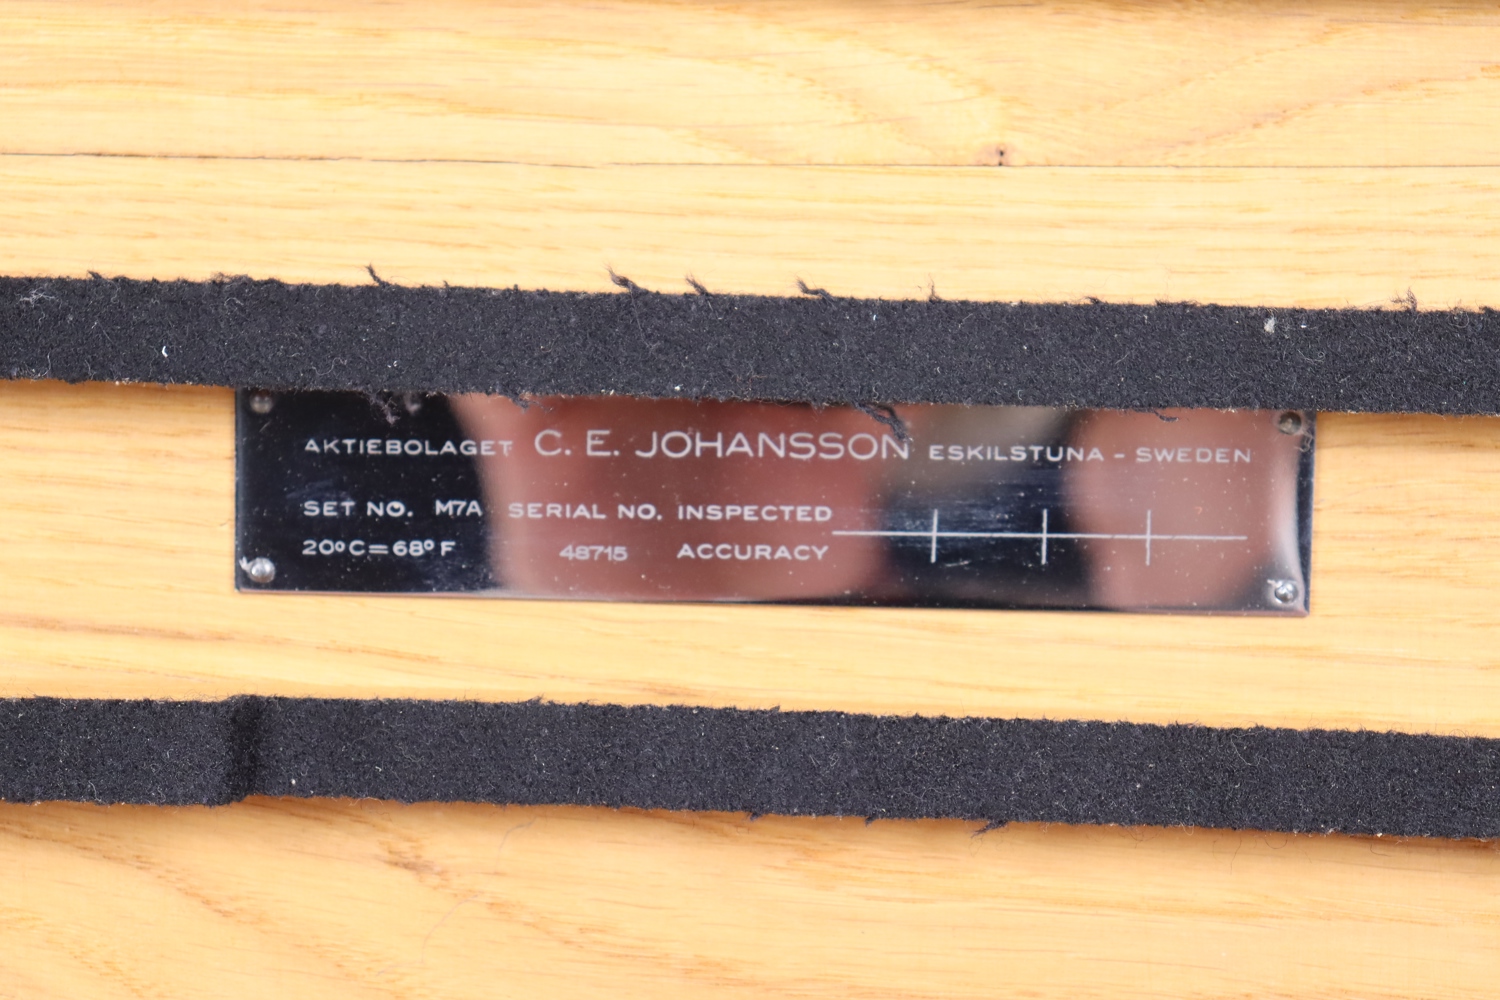 AKTIEBOLAGET C. E. JOHANSSON ESKILSTUNA - SWEDEN
SET NO. M7A SERIAL NO. INSPECTED
20°C=68°F 48715 ACCURACY